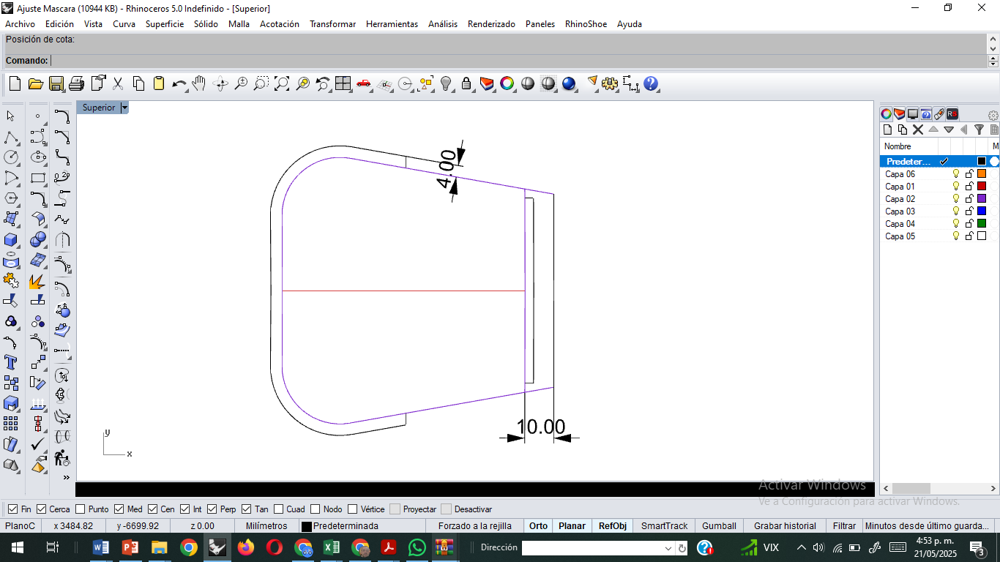 Ajuste Mascara (10944 KB) - Rhinoceros 5.0 Indefinido - [Superior]
Archivo Edición Vista Curva Superficie Sólido Malla Acotación Transformar Herramientas Análisis Renderizado Paneles RhinoShoe Ayuda
Posición de cota:
Comando:
Superior
Nombre M
Predeter...
Capa 06
Capa 01
Capa 02
Capa 03
Capa 04
Capa 05
4.00
10.00
y
x
Activar Windows
Ve a Configuración para activar Windows.
Fin Cerca Punto Med Cen Int Perp Tan Cuad Nodo Vértice Proyectar Desactivar
PlanoC x 3484.82 y -6699.92 z 0.00 Milímetros Predeterminada Forzado a la rejilla Orto Planar RefObj SmartTrack Gumball Grabar historial Filtrar Minutos desde último guarda...
Dirección VIX 4:53 p. m.
21/05/2025 3